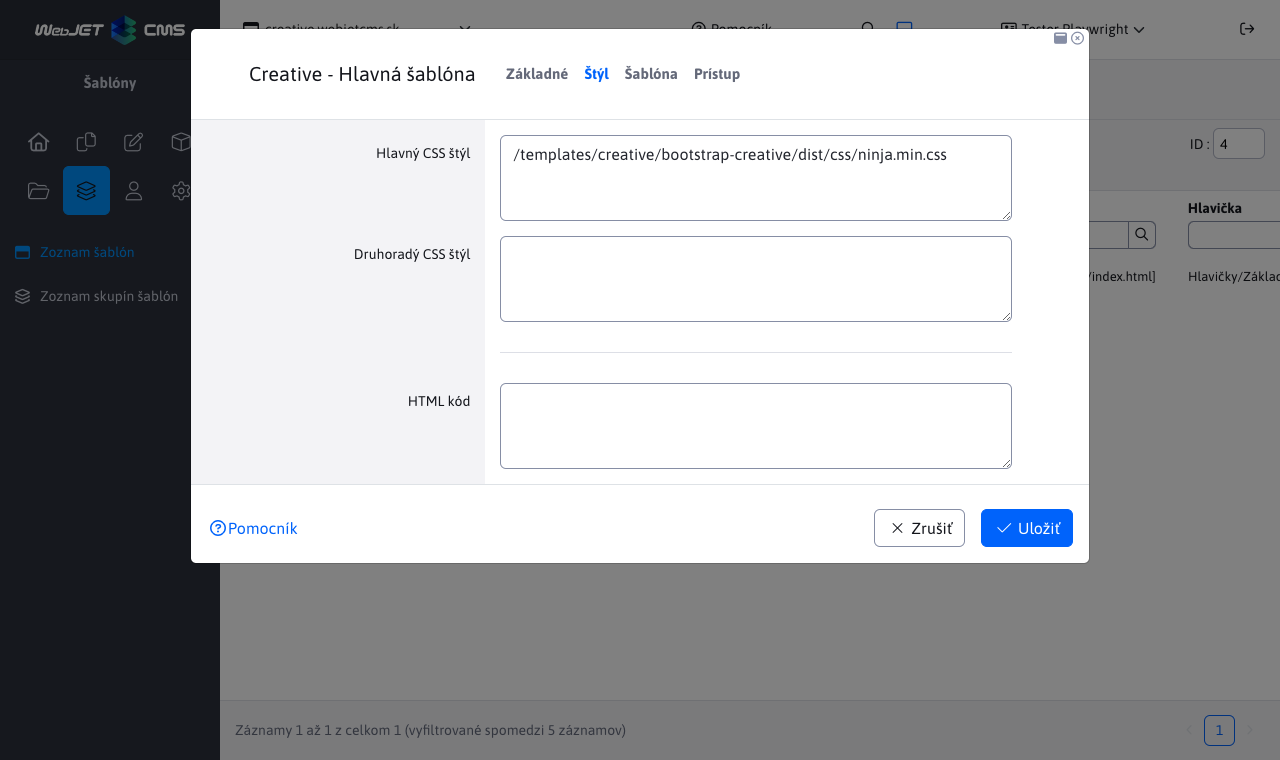 WebJET CMS
creative.webjetcms.sk
Pomocník
Tester Playwright
Šablóny
ID :
4
Hlavička
/index.html]
Hlavičky/Základ
Zoznam šablón
Zoznam skupín šablón
Creative - Hlavná šablóna
Základné
Štýl
Šablóna
Prístup
Hlavný CSS štýl
/templates/creative/bootstrap-creative/dist/css/ninja.min.css
Druhoradý CSS štýl
HTML kód
Pomocník
Zrušiť
Uložiť
Záznamy 1 až 1 z celkom 1 (vyfiltrované spomedzi 5 záznamov)
1